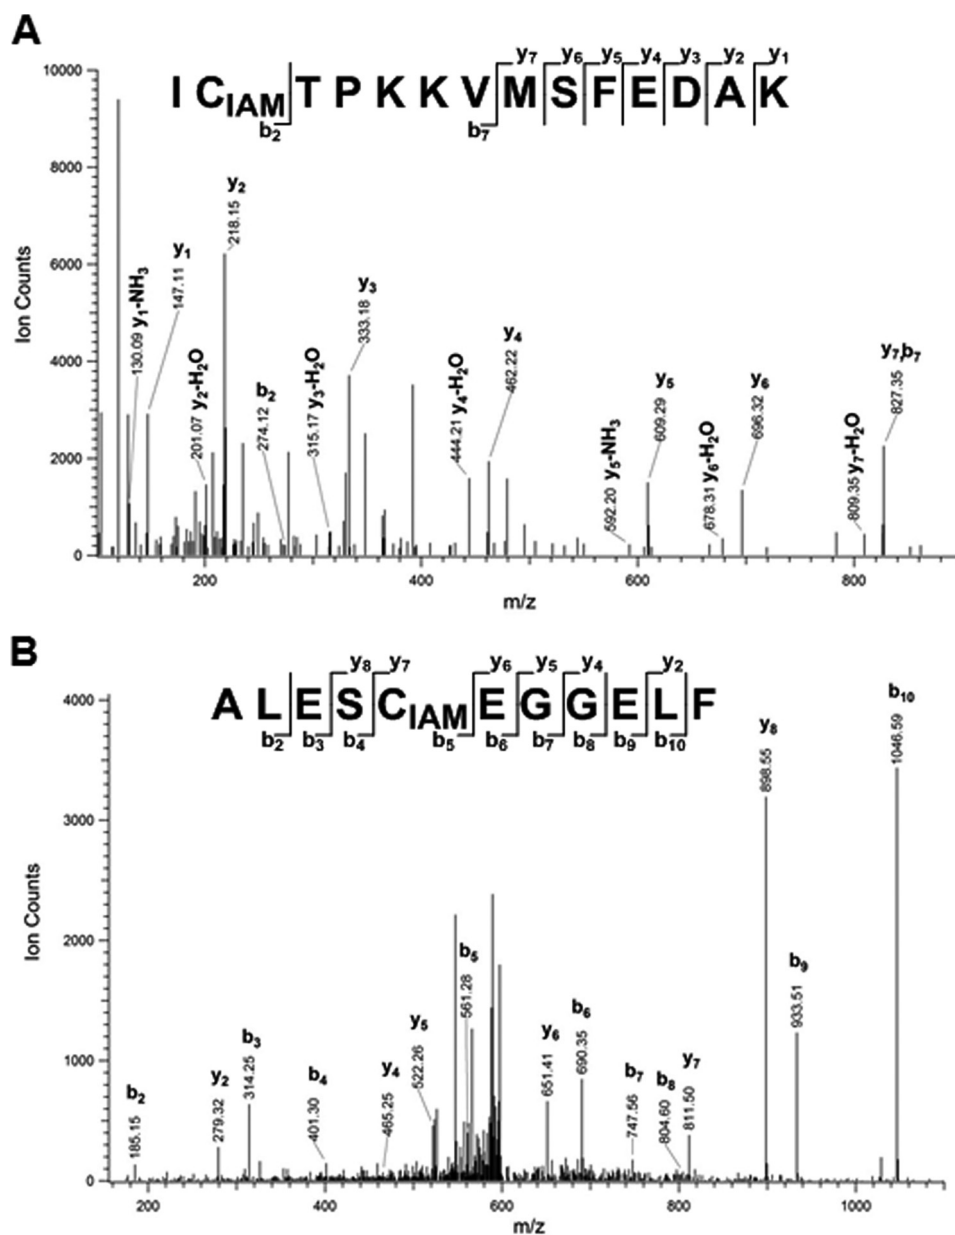 A
y7 y6 y5 y4 y3 y2 y1
I CIAM T P K K V M S F E D A K
b2 b7
10000
8000
6000
4000
2000
0
Ion Counts
130.09 y1-NH3
147.11 y1
201.07 y2-H2O
218.15 y2
274.12 b2
315.17 y3-H2O
333.18 y3
444.21 y4-H2O
462.22 y4
592.20 y5-NH3
609.29 y5
678.31 y6-H2O
696.32 y6
809.35 y7-H2O
827.35 y7,b7
200 400 600 800
m/z
B
y8 y7 y6 y5 y4 y2
A L E S CIAM E G G E L F
b2 b3 b4 b5 b6 b7 b8 b9 b10
4000
3000
2000
1000
0
Ion Counts
185.15 b2
279.32 y2
314.25 b3
401.30 b4
465.25 y4
522.26 y5
561.28 b5
651.41 y6
690.35 b6
747.56 b7
804.60 b8
811.50 y7
898.55 y8
933.51 b9
1046.59 b10
200 400 600 800 1000
m/z